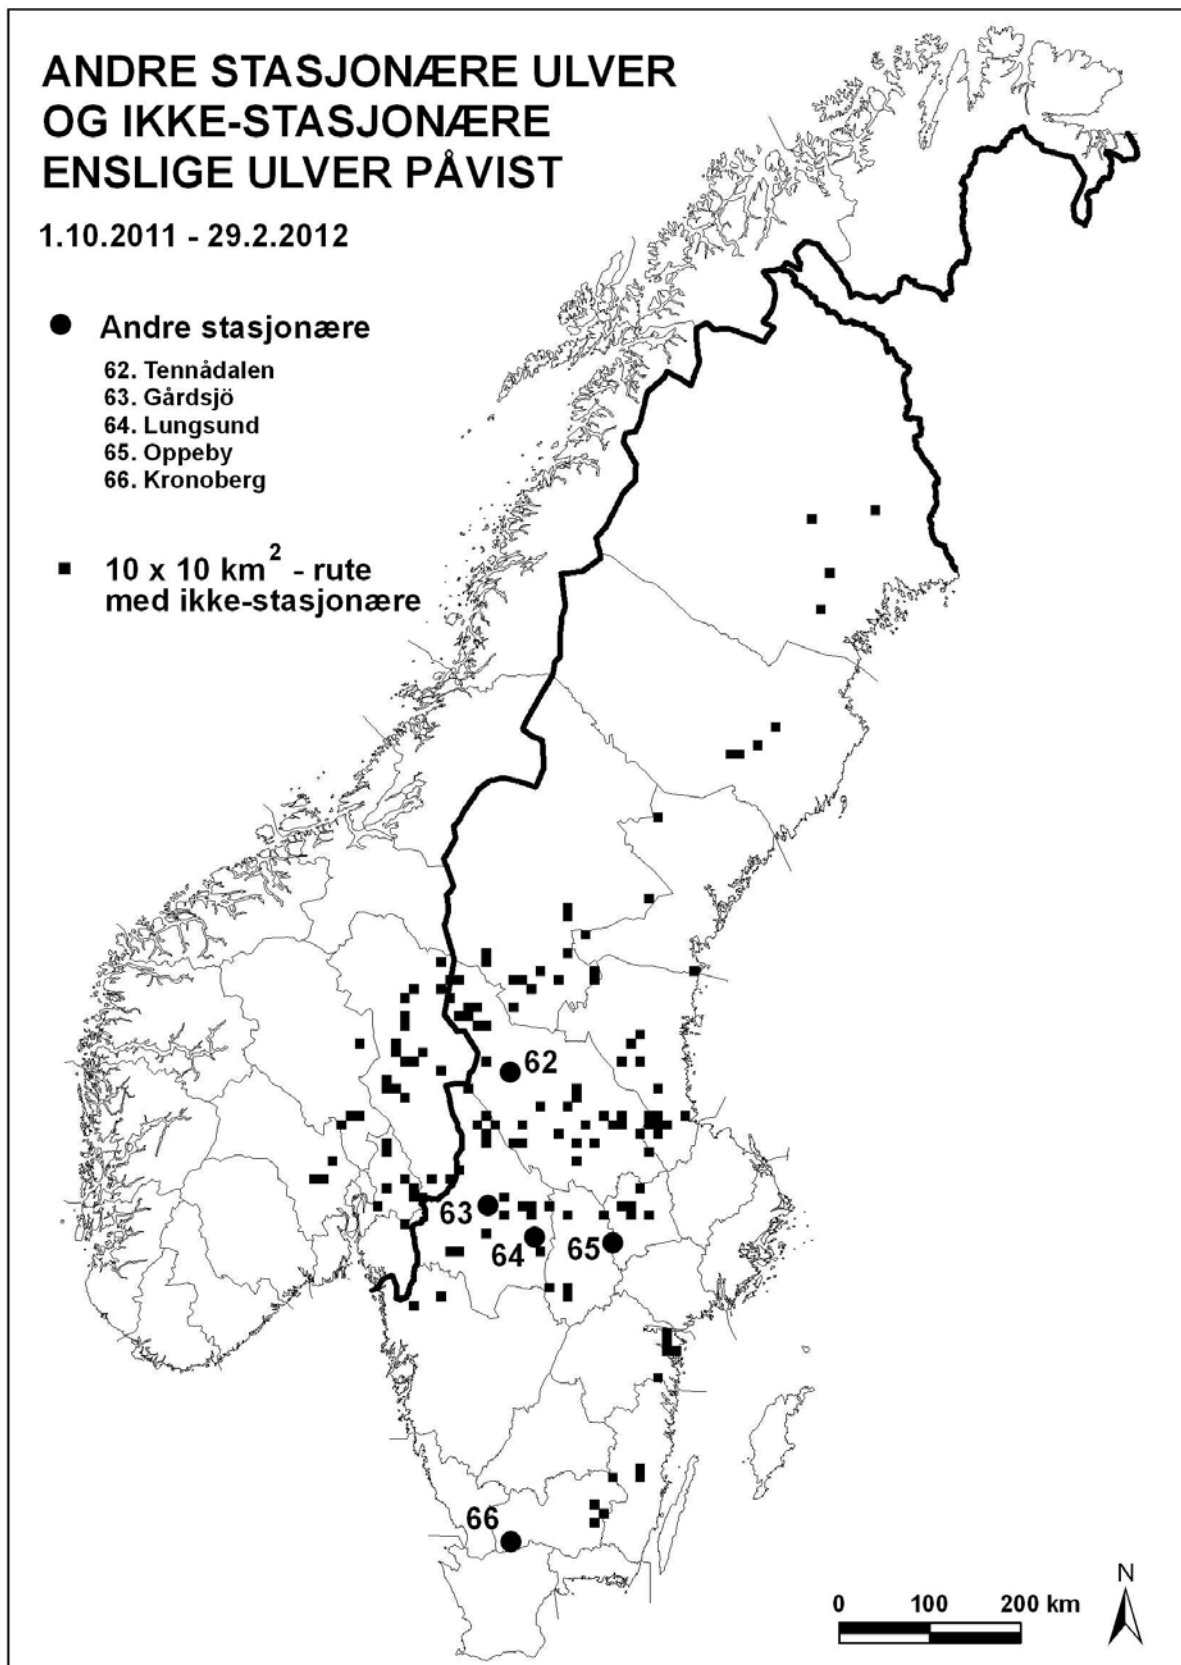 ANDRE STASJONÆRE ULVER
OG IKKE-STASJONÆRE
ENSLIGE ULVER PÅVIST
1.10.2011 - 29.2.2012
Andre stasjonære
62. Tennådalen
63. Gårdsjö
64. Lungsund
65. Oppeby
66. Kronoberg
10 x 10 km² - rute
med ikke-stasjonære
62
63
64
65
66
N
0 100 200 km